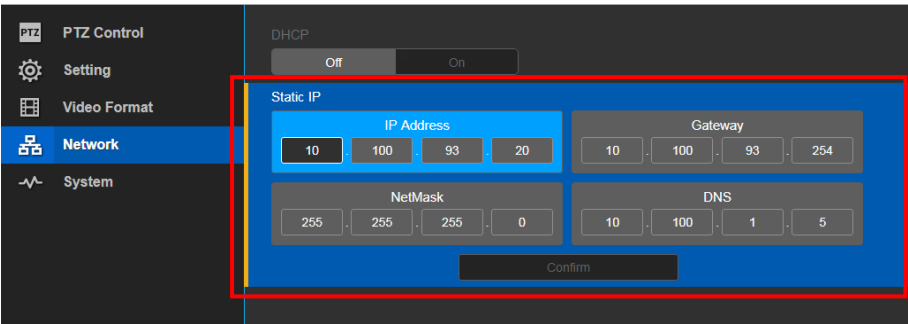 PTZ PTZ Control
Setting
Video Format
Network
System
DHCP
Off On
Static IP
IP Address
10 . 100 . 93 . 20
Gateway
10 . 100 . 93 . 254
NetMask
255 . 255 . 255 . 0
DNS
10 . 100 . 1 . 5
Confirm